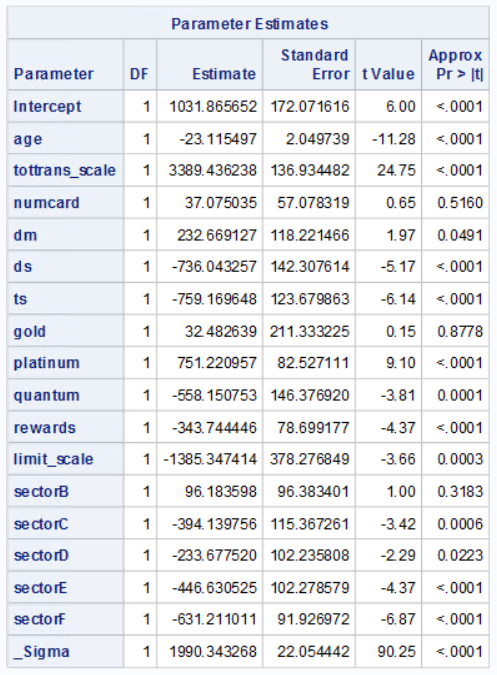 Parameter Estimates
Parameter DF Estimate Standard Error t Value Approx Pr > |t|
Intercept 1 1031.865652 172.071616 6.00 <.0001
age 1 -23.115497 2.049739 -11.28 <.0001
tottrans_scale 1 3389.436238 136.934482 24.75 <.0001
numcard 1 37.075035 57.078319 0.65 0.5160
dm 1 232.669127 118.221466 1.97 0.0491
ds 1 -736.043257 142.307614 -5.17 <.0001
ts 1 -759.169648 123.679863 -6.14 <.0001
gold 1 32.482639 211.333225 0.15 0.8778
platinum 1 751.220957 82.527111 9.10 <.0001
quantum 1 -558.150753 146.376920 -3.81 0.0001
rewards 1 -343.744446 78.699177 -4.37 <.0001
limit_scale 1 -1385.347414 378.276849 -3.66 0.0003
sectorB 1 96.183598 96.383401 1.00 0.3183
sectorC 1 -394.139756 115.367261 -3.42 0.0006
sectorD 1 -233.677520 102.235808 -2.29 0.0223
sectorE 1 -446.630525 102.278579 -4.37 <.0001
sectorF 1 -631.211011 91.926972 -6.87 <.0001
_Sigma 1 1990.343268 22.054442 90.25 <.0001